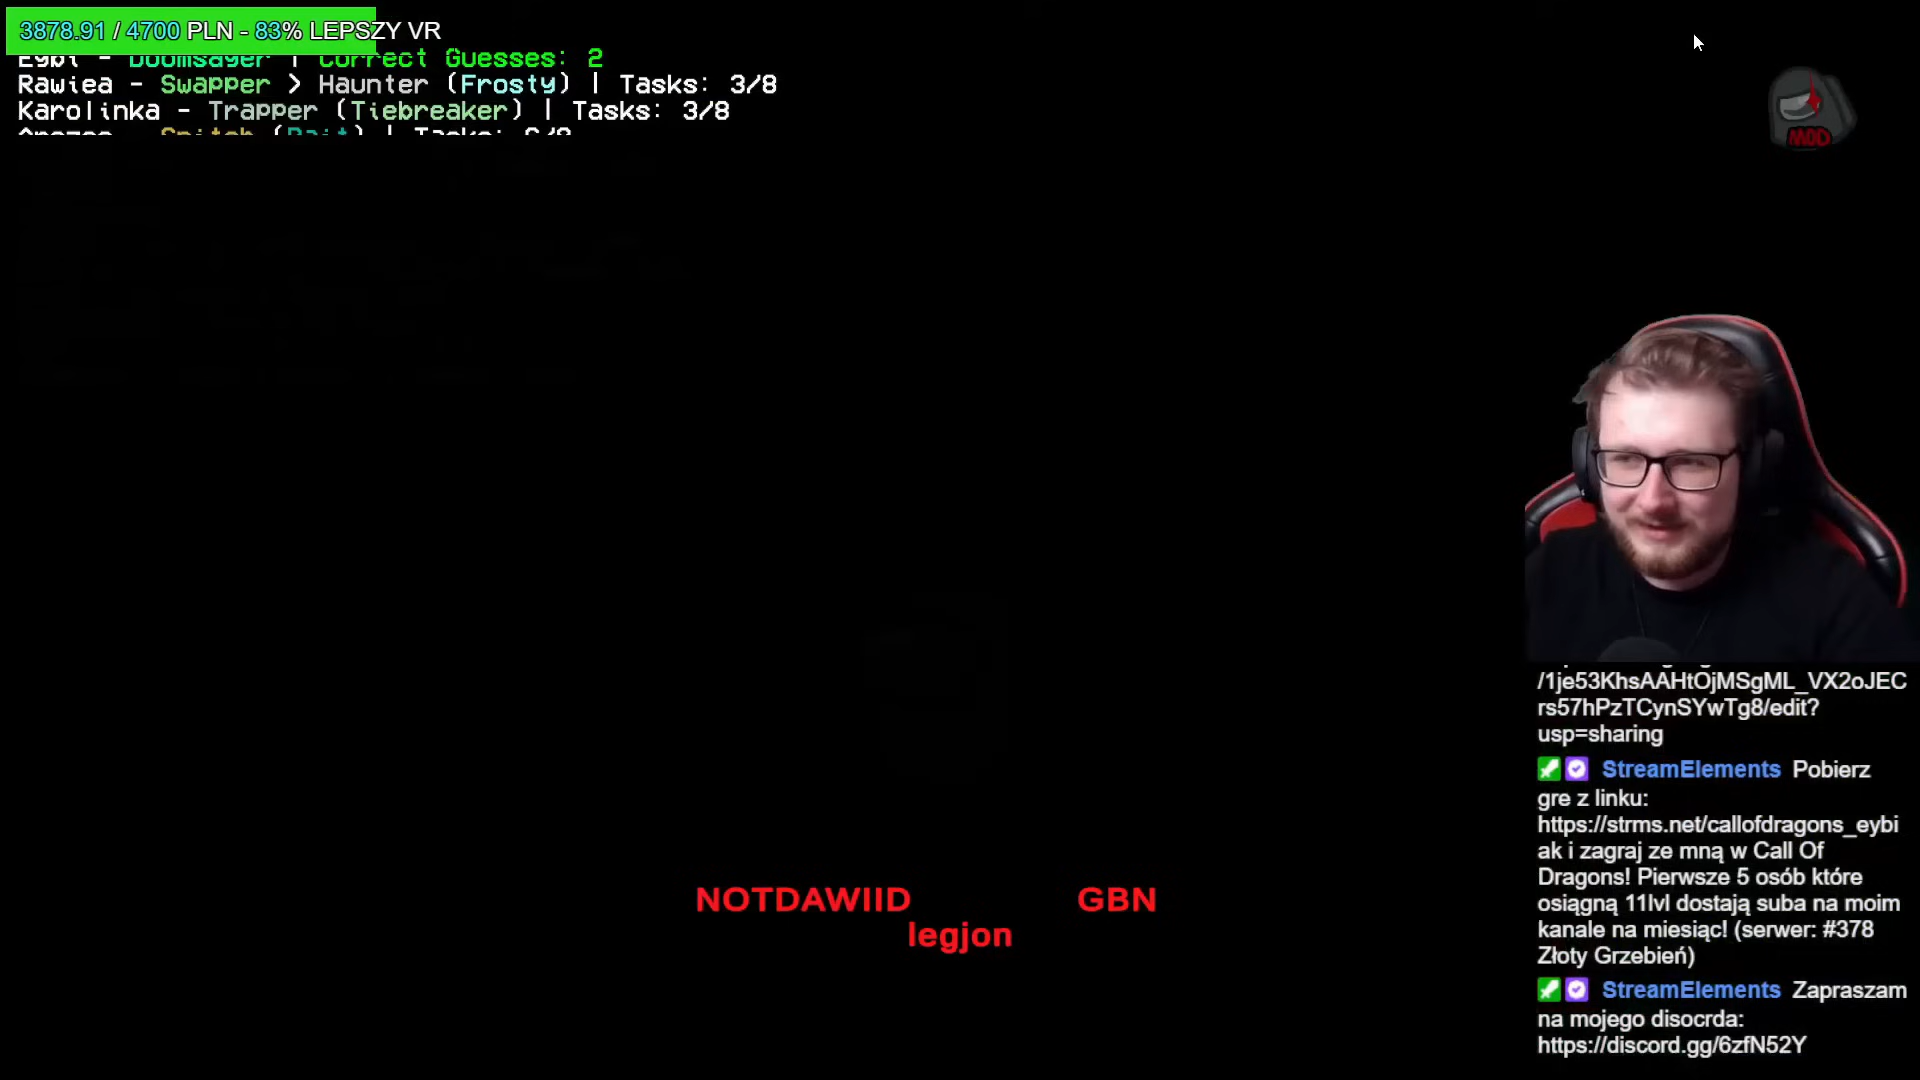 3878.91 / 4700 PLN - 83% LEPSZY VR
Eybi - Doomsayer | Correct Guesses: 2
Rawiea - Swapper > Haunter (Frosty) | Tasks: 3/8
Karolinka - Trapper (Tiebreaker) | Tasks: 3/8
MOD
/1je53KhsAAHtOjMSgML_VX2oJEC
rs57hPzTCynSYwTg8/edit?
usp=sharing
StreamElements Pobierz
gre z linku:
https://strms.net/callofdragons_eybi
ak i zagraj ze mną w Call Of
Dragons! Pierwsze 5 osób które
osiągną 11lvl dostają suba na moim
kanale na miesiąc! (serwer: #378
Złoty Grzebień)
StreamElements Zapraszam
na mojego disocrda:
https://discord.gg/6zfN52Y
NOTDAWIID GBN
legjon